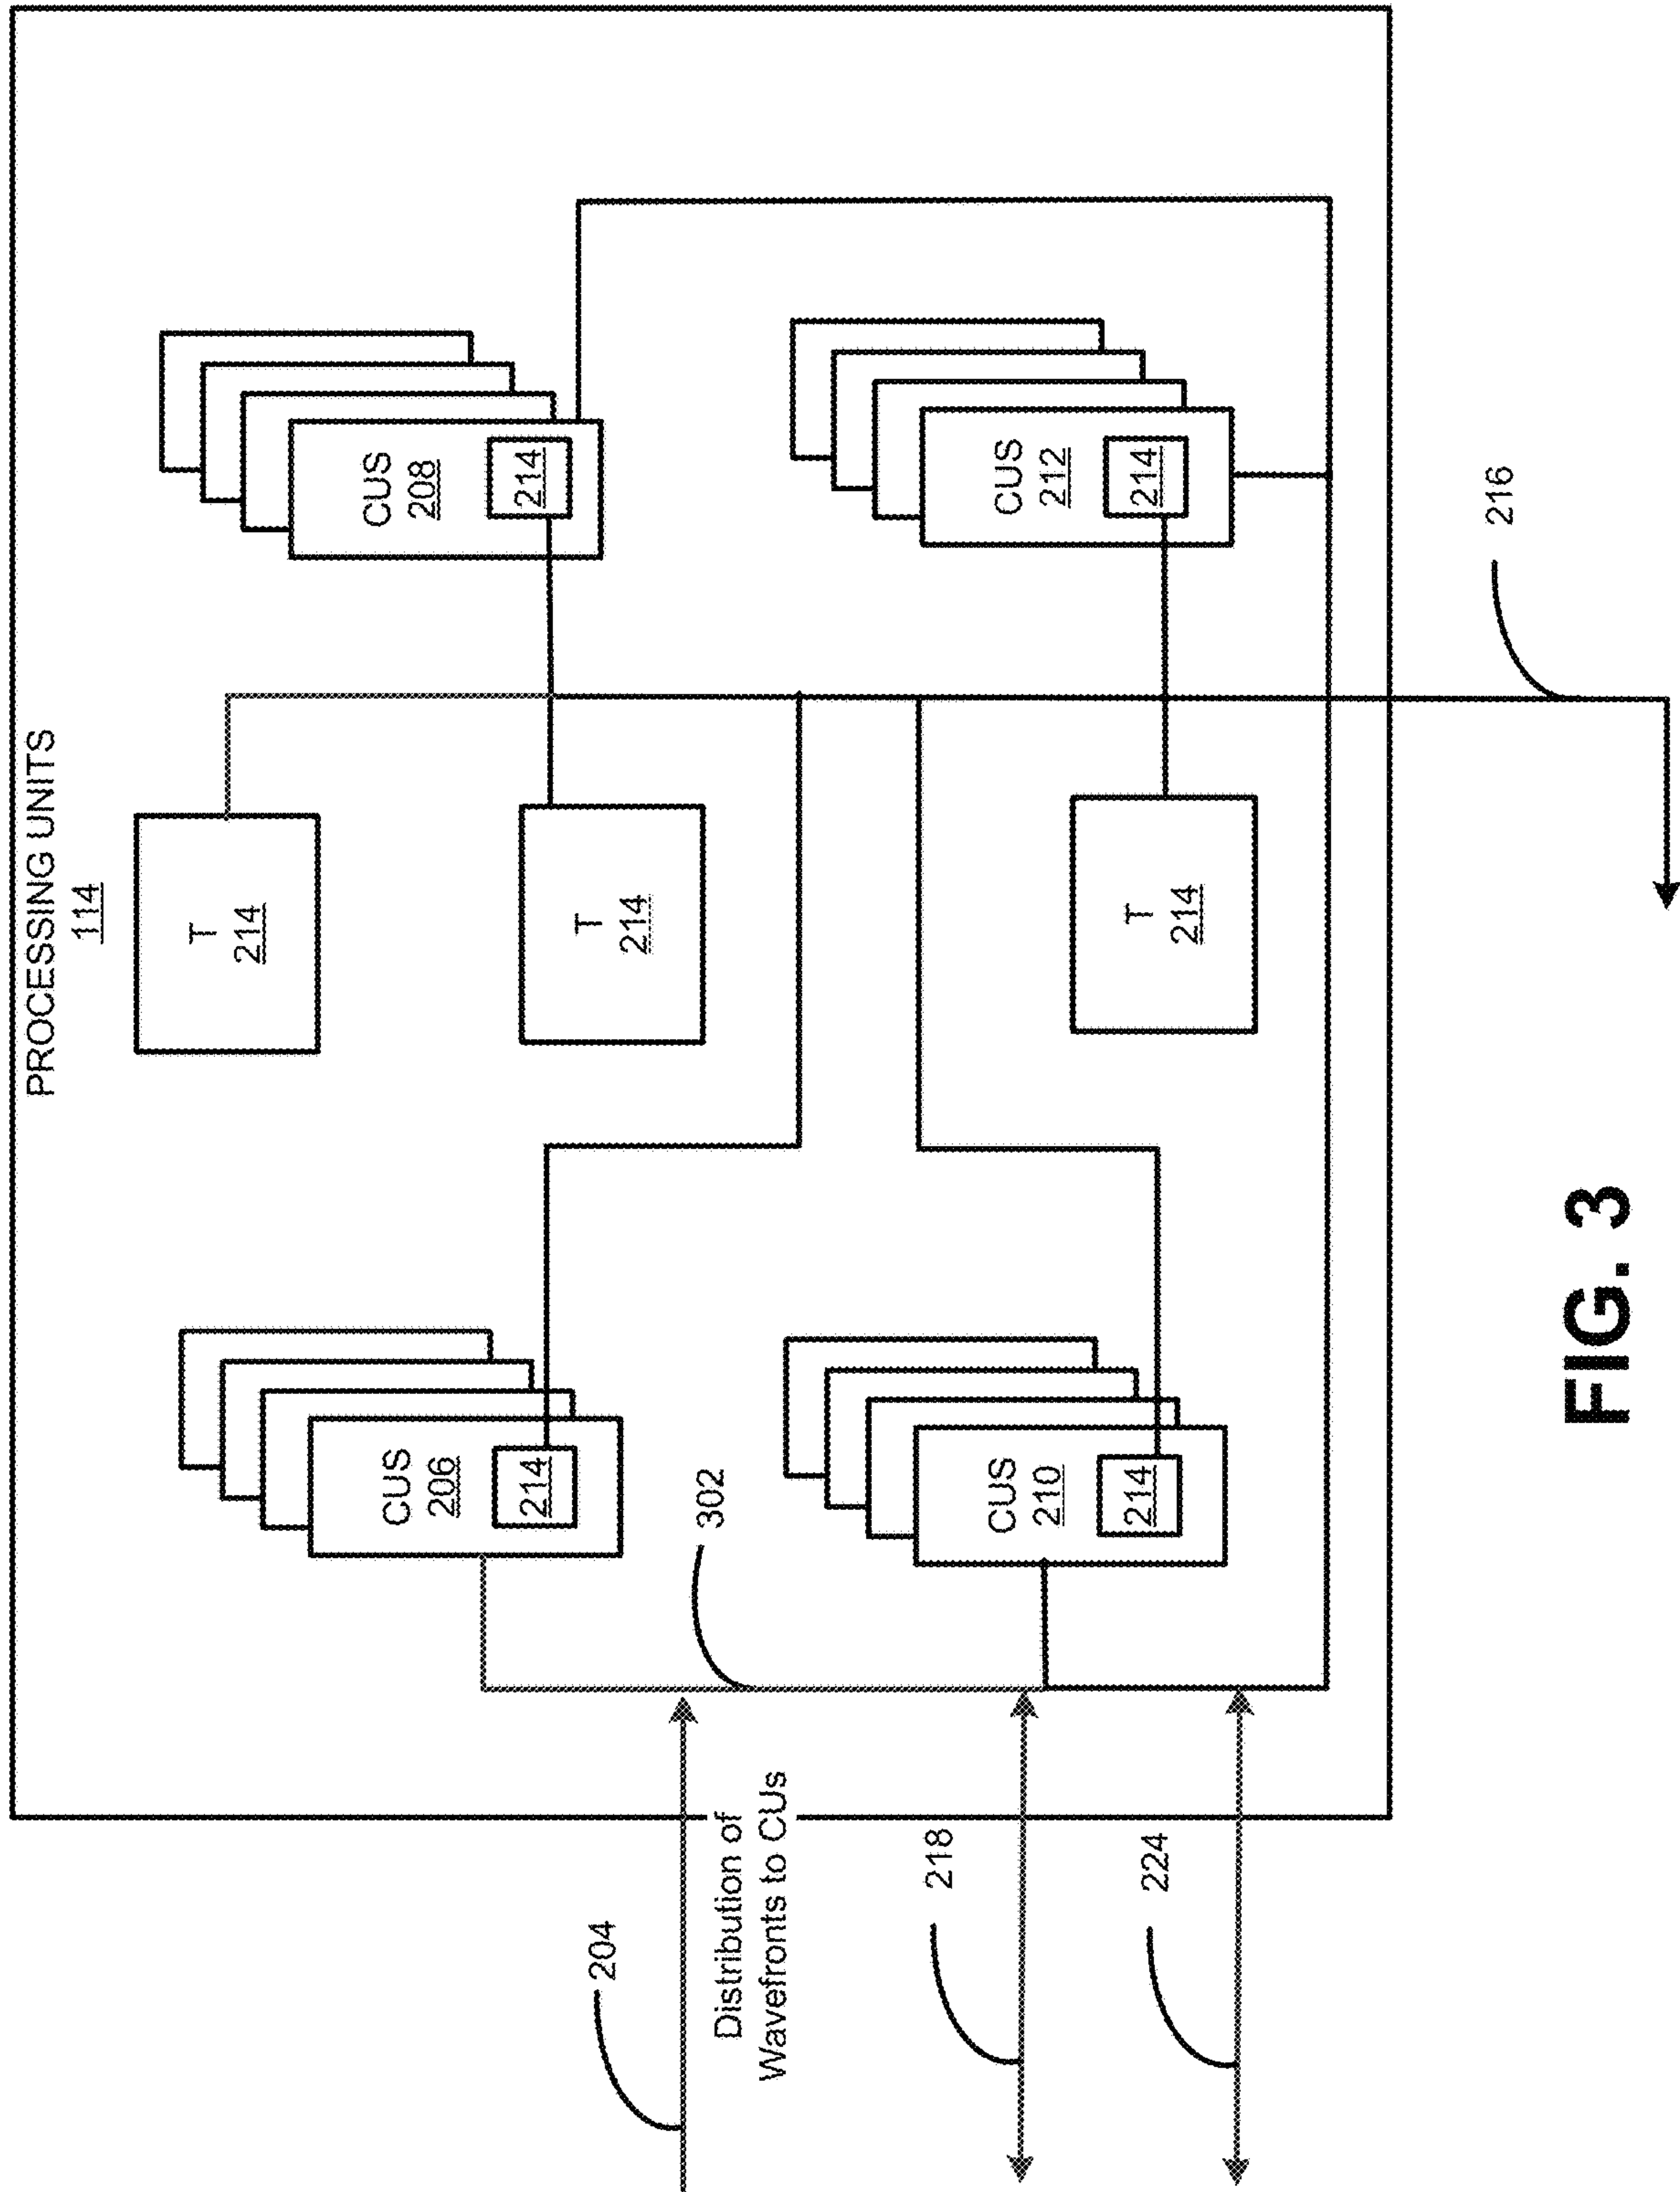 PROCESSING UNITS
114
T
214
CUS
206
214
CUS
208
214
T
214
204
302
Distribution of
Wavefronts to CUs
CUS
210
214
T
214
CUS
212
214
218
224
216
FIG. 3